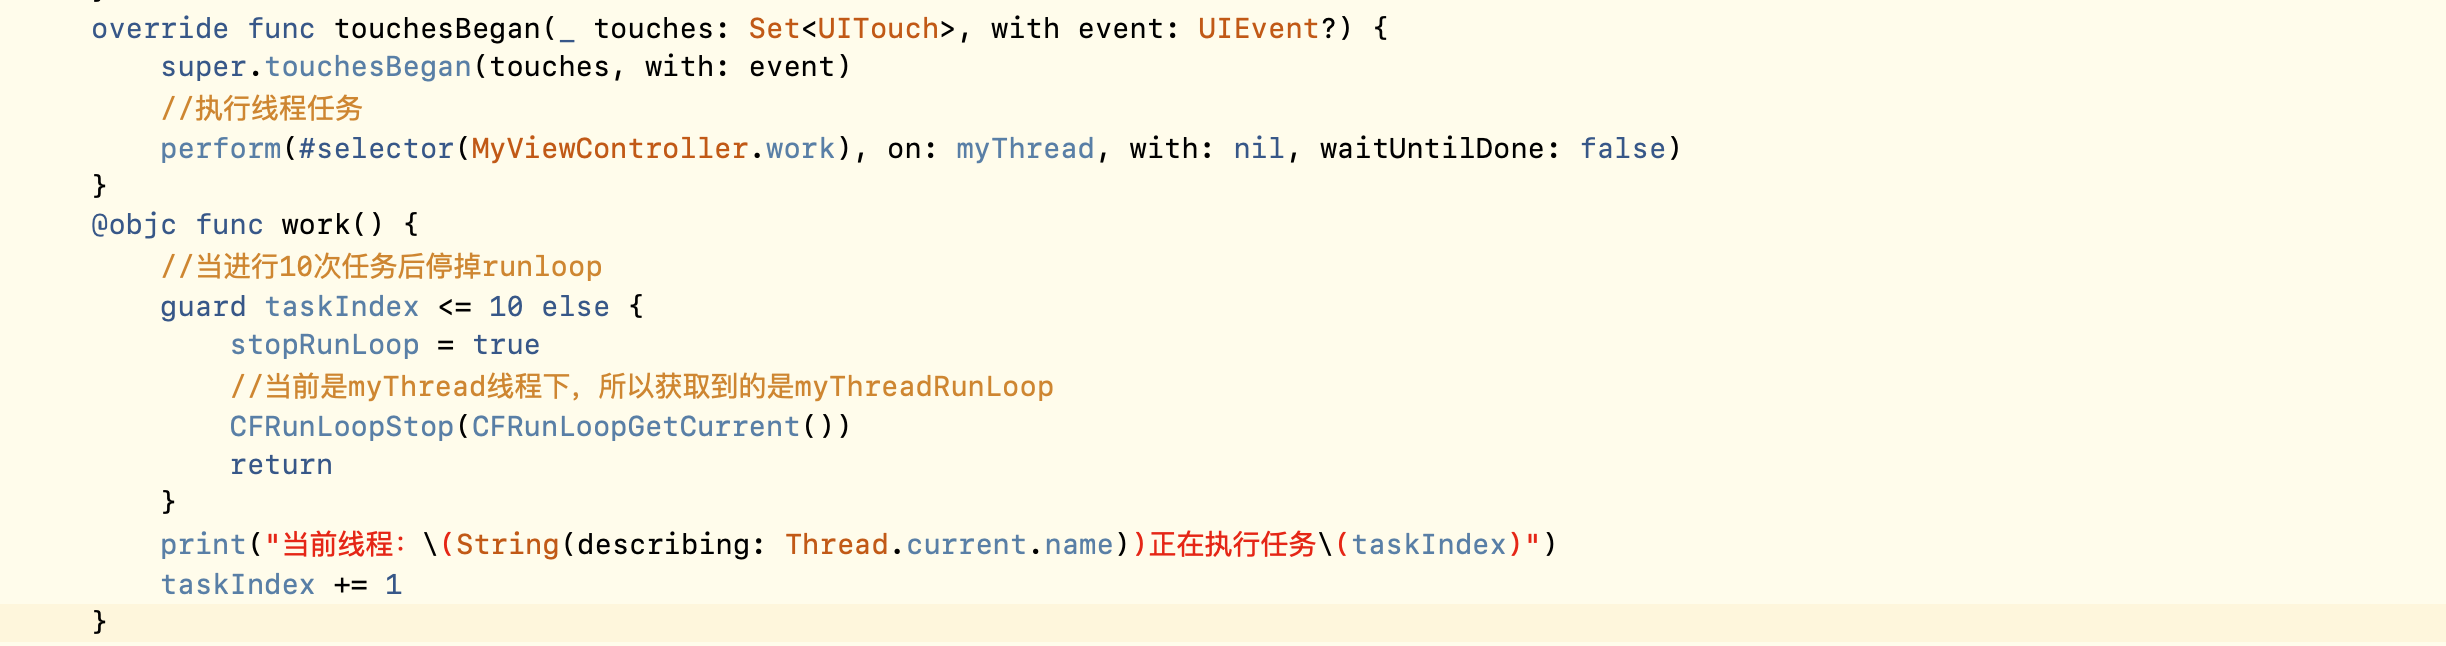 override func touchesBegan(_ touches: Set<UITouch>, with event: UIEvent?) {
super.touchesBegan(touches, with: event)
//执行线程任务
perform(#selector(MyViewController.work), on: myThread, with: nil, waitUntilDone: false)
}
@objc func work() {
//当进行10次任务后停掉runloop
guard taskIndex <= 10 else {
stopRunLoop = true
//当前是myThread线程下，所以获取到的是myThreadRunLoop
CFRunLoopStop(CFRunLoopGetCurrent())
return
}
print("当前线程：\(String(describing: Thread.current.name))正在执行任务\(taskIndex)")
taskIndex += 1
}